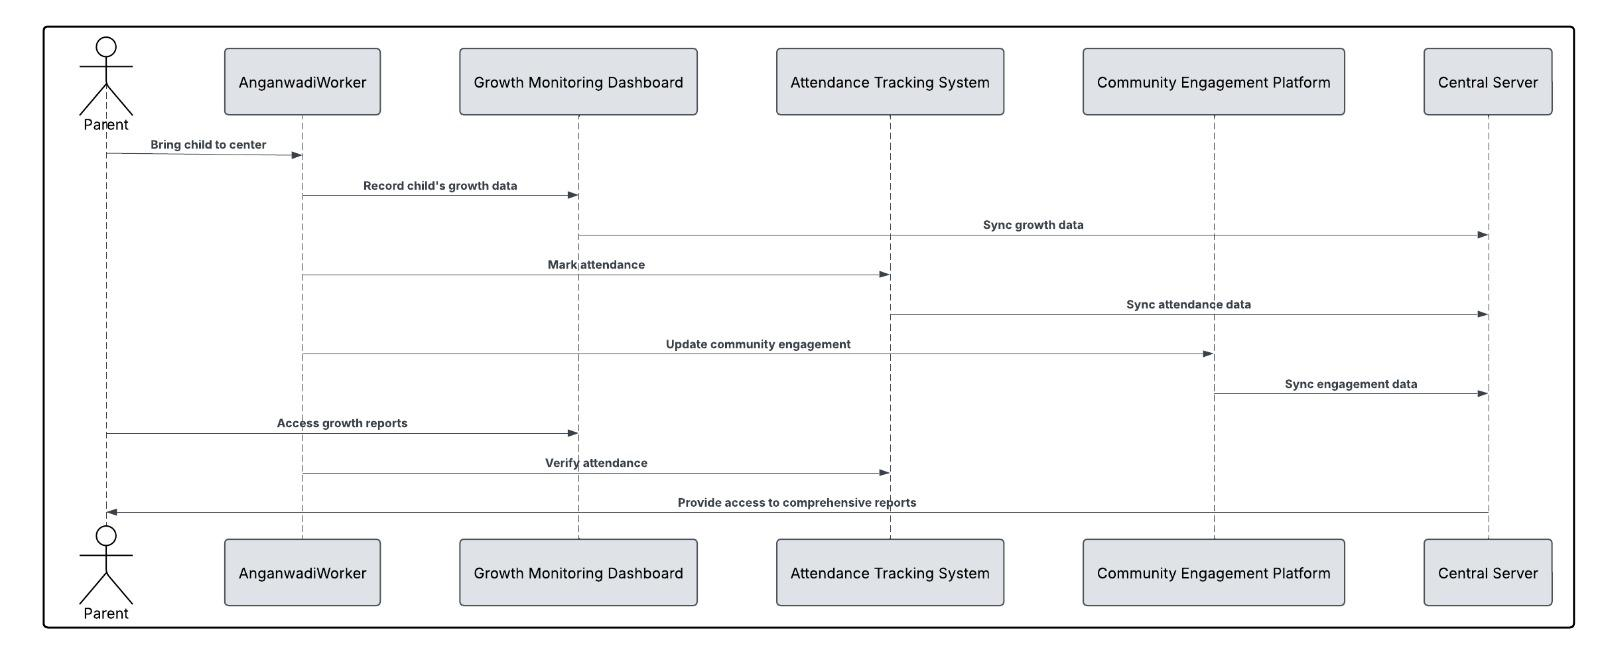 AnganwadiWorker
Growth Monitoring Dashboard
Attendance Tracking System
Community Engagement Platform
Central Server
Parent
Bring child to center
Record child's growth data
Sync growth data
Mark attendance
Sync attendance data
Update community engagement
Sync engagement data
Access growth reports
Verify attendance
Provide access to comprehensive reports
AnganwadiWorker
Growth Monitoring Dashboard
Attendance Tracking System
Community Engagement Platform
Central Server
Parent